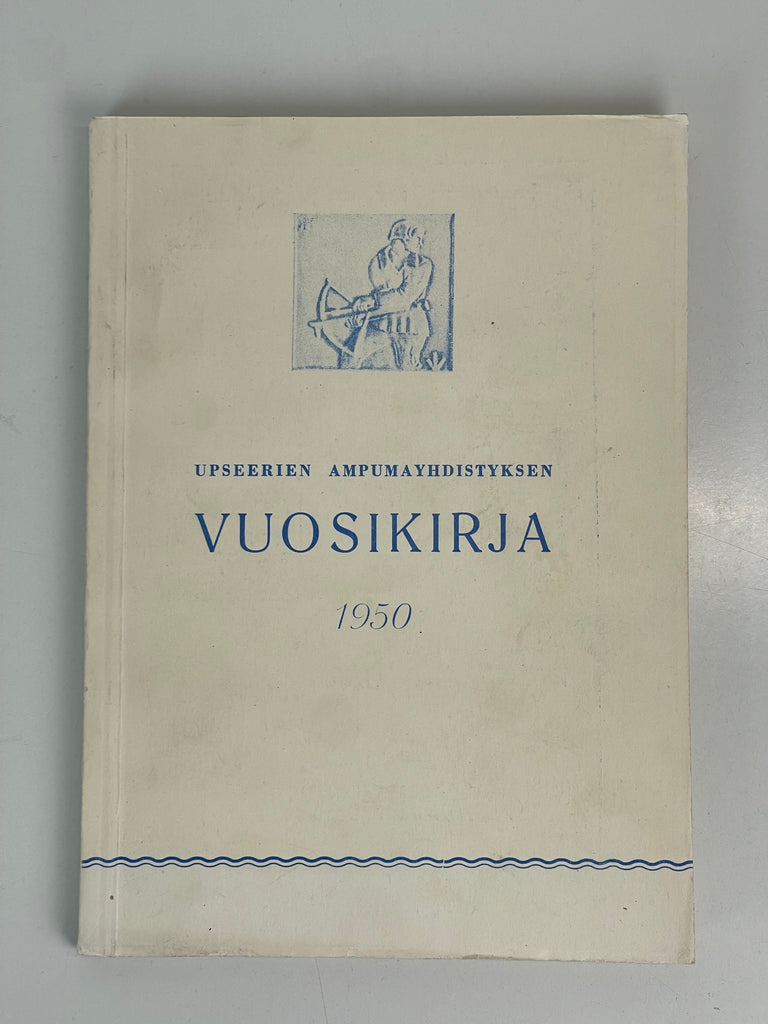 UPSEERIEN AMPUMAYHDISTYKSEN
VUOSIKIRJA
1950